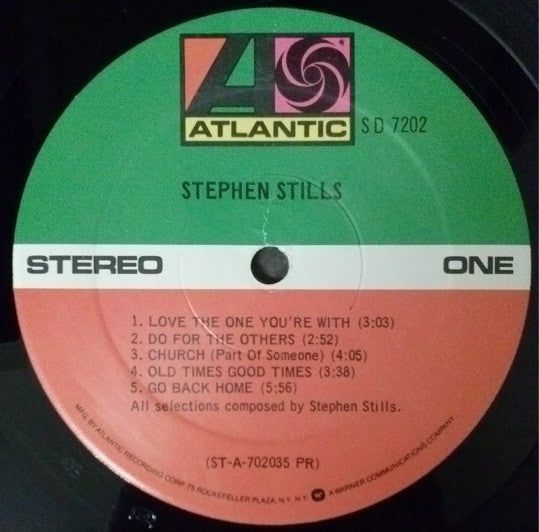 ATLANTIC
SD 7202
STEPHEN STILLS
STEREO
ONE
1. LOVE THE ONE YOU'RE WITH (3:03)
2. DO FOR THE OTHERS (2:52)
3. CHURCH (Part Of Someone) (4:05)
4. OLD TIMES GOOD TIMES (3:38)
5. GO BACK HOME (5:56)
All selections composed by Stephen Stills.
(ST-A-702035 PR)
MFG. BY ATLANTIC RECORDING CORP. 75 ROCKEFELLER PLAZA, N.Y. N.Y. W A WARNER COMMUNICATIONS COMPANY